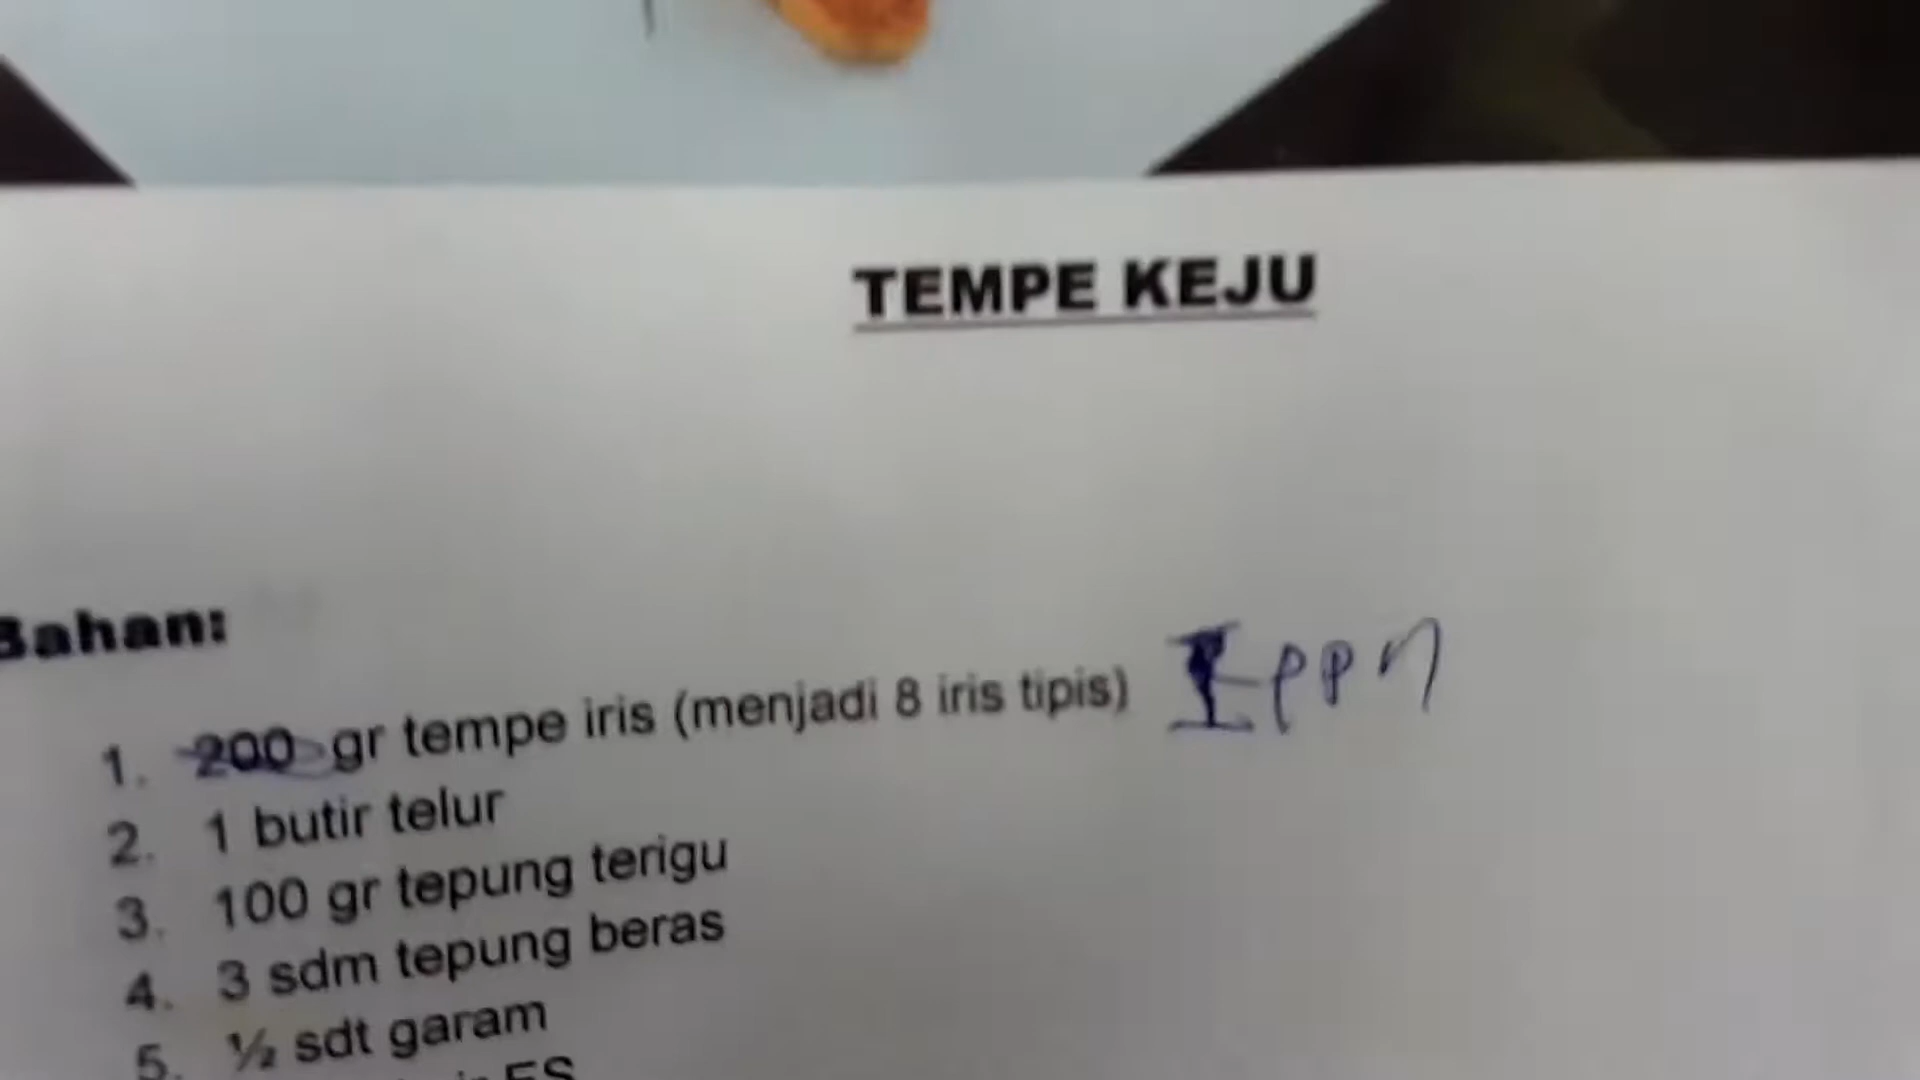 TEMPE KEJU
Bahan:
1. 200 gr tempe iris (menjadi 8 iris tipis)
2. 1 butir telur
3. 100 gr tepung terigu
4. 3 sdm tepung beras
5. ½ sdt garam
ES